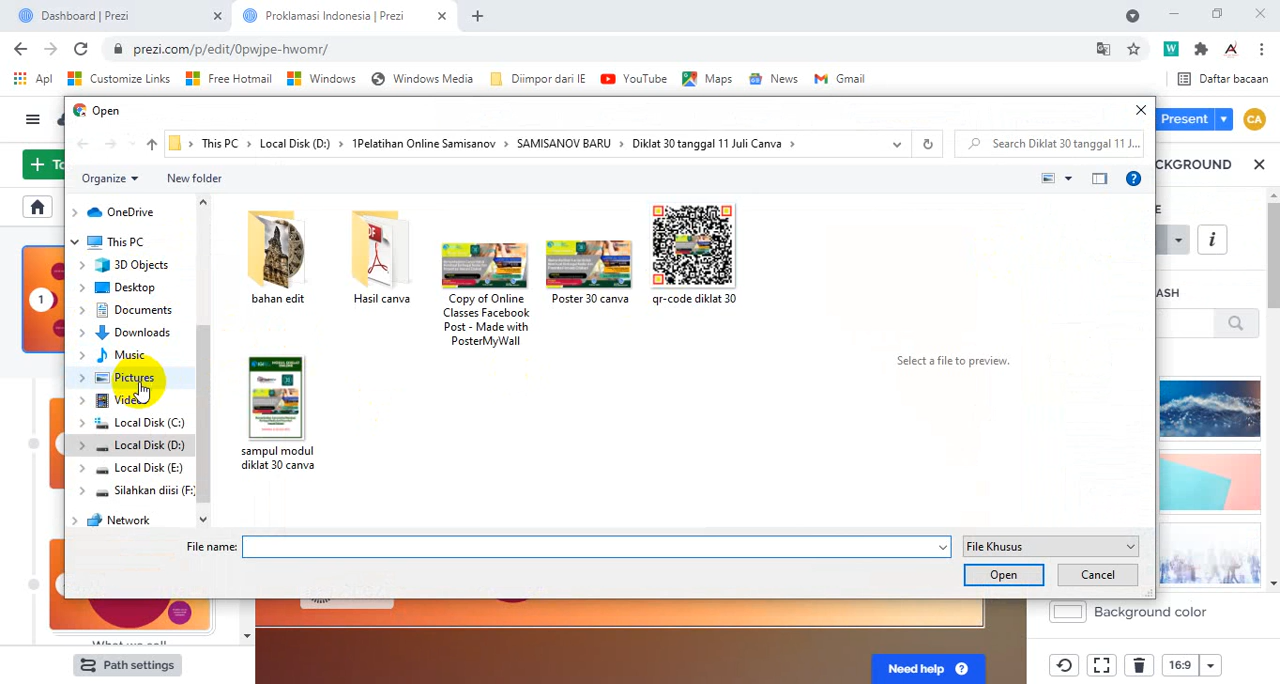 Dashboard | Prezi
Proklamasi Indonesia | Prezi
prezi.com/p/edit/0pwjpe-hwomr/
Apl
Customize Links
Free Hotmail
Windows
Windows Media
Diimpor dari IE
YouTube
Maps
News
Gmail
Daftar bacaan
Open
Present
CA
This PC
Local Disk (D:)
1Pelatihan Online Samisanov
SAMISANOV BARU
Diklat 30 tanggal 11 Juli Canva
Search Diklat 30 tanggal 11 J...
To
CKGROUND
Organize
New folder
OneDrive
This PC
3D Objects
Desktop
Documents
Downloads
Music
Pictures
Local Disk (C:)
Local Disk (D:)
Local Disk (E:)
Silahkan diisi (F:)
Network
bahan edit
Hasil canva
Copy of Online
Classes Facebook
Post - Made with
PosterMyWall
Poster 30 canva
qr-code diklat 30
sampul modul
diklat 30 canva
Select a file to preview.
E
ASH
1
File name:
File Khusus
Open
Cancel
Background color
Path settings
Need help
16:9